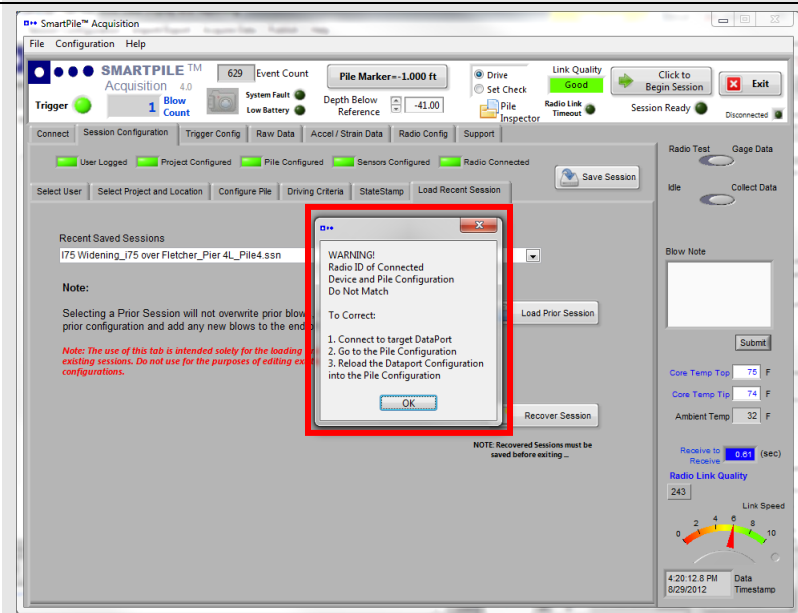 SmartPile™ Acquisition
File Configuration Help
SMARTPILE TM
Acquisition 4.0
629 Event Count
Pile Marker=-1.000 ft
Drive
Set Check
Link Quality
Good
Click to
Begin Session
Exit
Trigger
1 Blow
Count
System Fault
Low Battery
Depth Below
Reference
-41.00
Pile
Inspector
Radio Link
Timeout
Session Ready
Disconnected
Connect Session Configuration Trigger Config Raw Data Accel / Strain Data Radio Config Support
User Logged Project Configured Pile Configured Sensors Configured Radio Connected
Save Session
Select User Select Project and Location Configure Pile Driving Criteria StateStamp Load Recent Session
Recent Saved Sessions
I75 Widening_i75 over Fletcher_Pier 4L_Pile4.ssn
Note:
Selecting a Prior Session will not overwrite prior blow
prior configuration and add any new blows to the end
Note: The use of this tab is intended solely for the loading
existing sessions. Do not use for the purposes of editing
configurations.
WARNING!
Radio ID of Connected
Device and Pile Configuration
Do Not Match
To Correct:
1. Connect to target DataPort
2. Go to the Pile Configuration
3. Reload the Dataport Configuration
into the Pile Configuration
OK
Load Prior Session
Recover Session
NOTE: Recovered Sessions must be
saved before exiting ...
Radio Test Gage Data
Idle Collect Data
Blow Note
Submit
Core Temp Top 75 F
Core Temp Tip 74 F
Ambient Temp 32 F
Receive to
Receive
0.61 (sec)
Radio Link Quality
243
Link Speed
0 2 4 6 8 10
4:20:12.8 PM
8/29/2012
Data
Timestamp